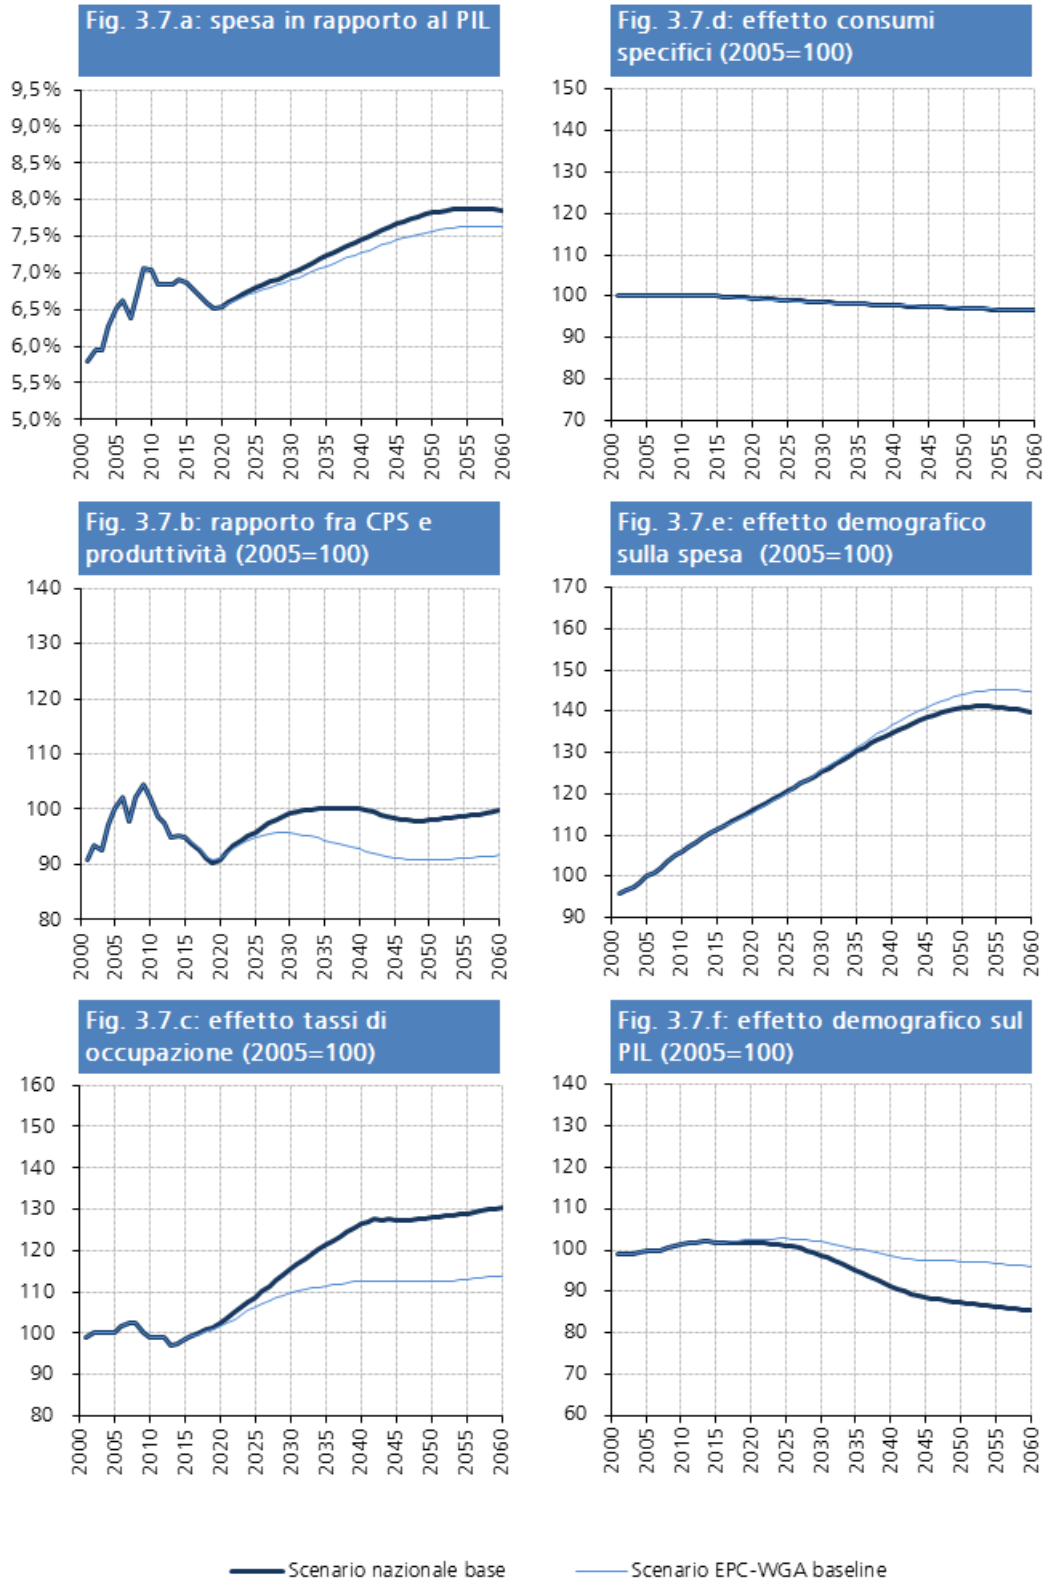 Fig. 3.7.a: spesa in rapporto al PIL
9,5%
9,0%
8,5%
8,0%
7,5%
7,0%
6,5%
6,0%
5,5%
5,0%
2000 2005 2010 2015 2020 2025 2030 2035 2040 2045 2050 2055 2060
Fig. 3.7.d: effetto consumi
specifici (2005=100)
150
140
130
120
110
100
90
80
70
2000 2005 2010 2015 2020 2025 2030 2035 2040 2045 2050 2055 2060
Fig. 3.7.b: rapporto fra CPS e
produttività (2005=100)
140
130
120
110
100
90
80
2000 2005 2010 2015 2020 2025 2030 2035 2040 2045 2050 2055 2060
Fig. 3.7.e: effetto demografico
sulla spesa (2005=100)
170
160
150
140
130
120
110
100
90
2000 2005 2010 2015 2020 2025 2030 2035 2040 2045 2050 2055 2060
Fig. 3.7.c: effetto tassi di
occupazione (2005=100)
160
150
140
130
120
110
100
90
80
2000 2005 2010 2015 2020 2025 2030 2035 2040 2045 2050 2055 2060
Fig. 3.7.f: effetto demografico sul
PIL (2005=100)
140
130
120
110
100
90
80
70
60
2000 2005 2010 2015 2020 2025 2030 2035 2040 2045 2050 2055 2060
Scenario nazionale base
Scenario EPC-WGA baseline